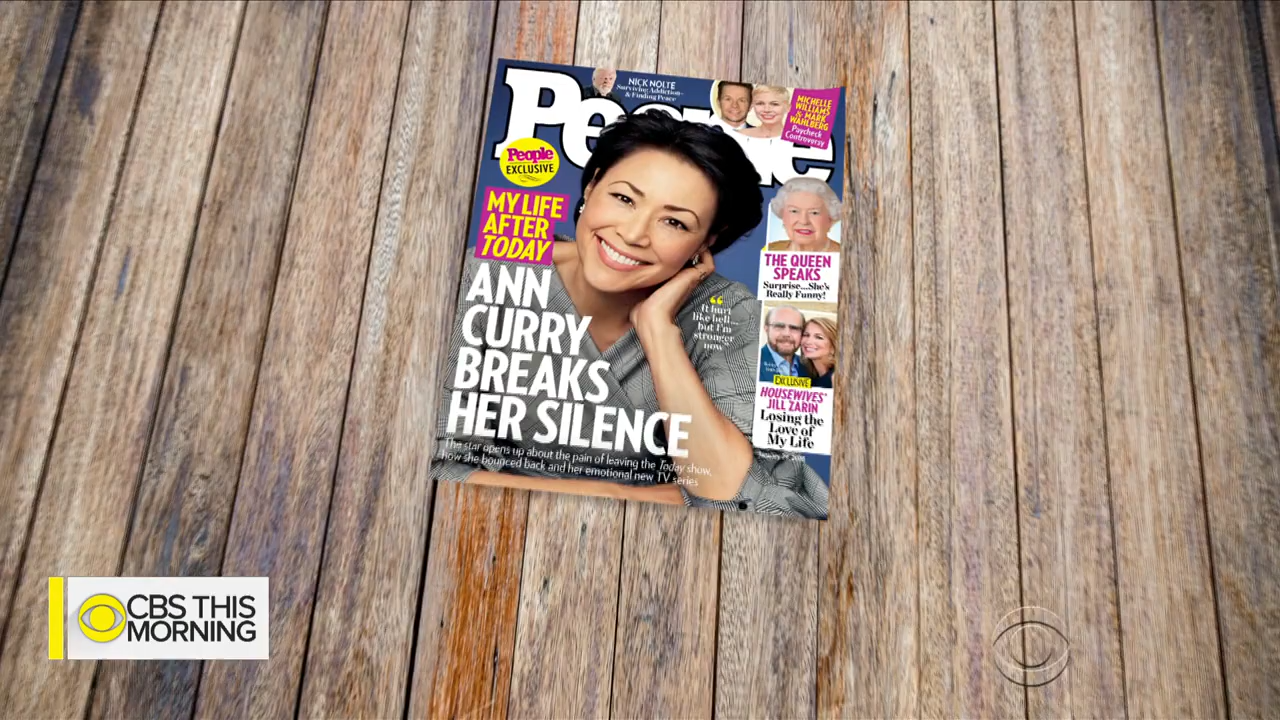 People
NICK NOLTE
Surviving Addiction–
& Finding Peace
MICHELLE
WILLIAMS
& MARK
WAHLBERG
Paycheck
Controversy
People
EXCLUSIVE
MY LIFE
AFTER
TODAY
ANN
CURRY
BREAKS
HER SILENCE
The star opens up about the pain of leaving the Today show,
how she bounced back and her emotional new TV series
“
It hurt
like hell...
but I'm
stronger
now
THE QUEEN
SPEAKS
Surprise...She's
Really Funny!
EXCLUSIVE
HOUSEWIVES'
JILL ZARIN
Losing the
Love of
My Life
CBS THIS
MORNING